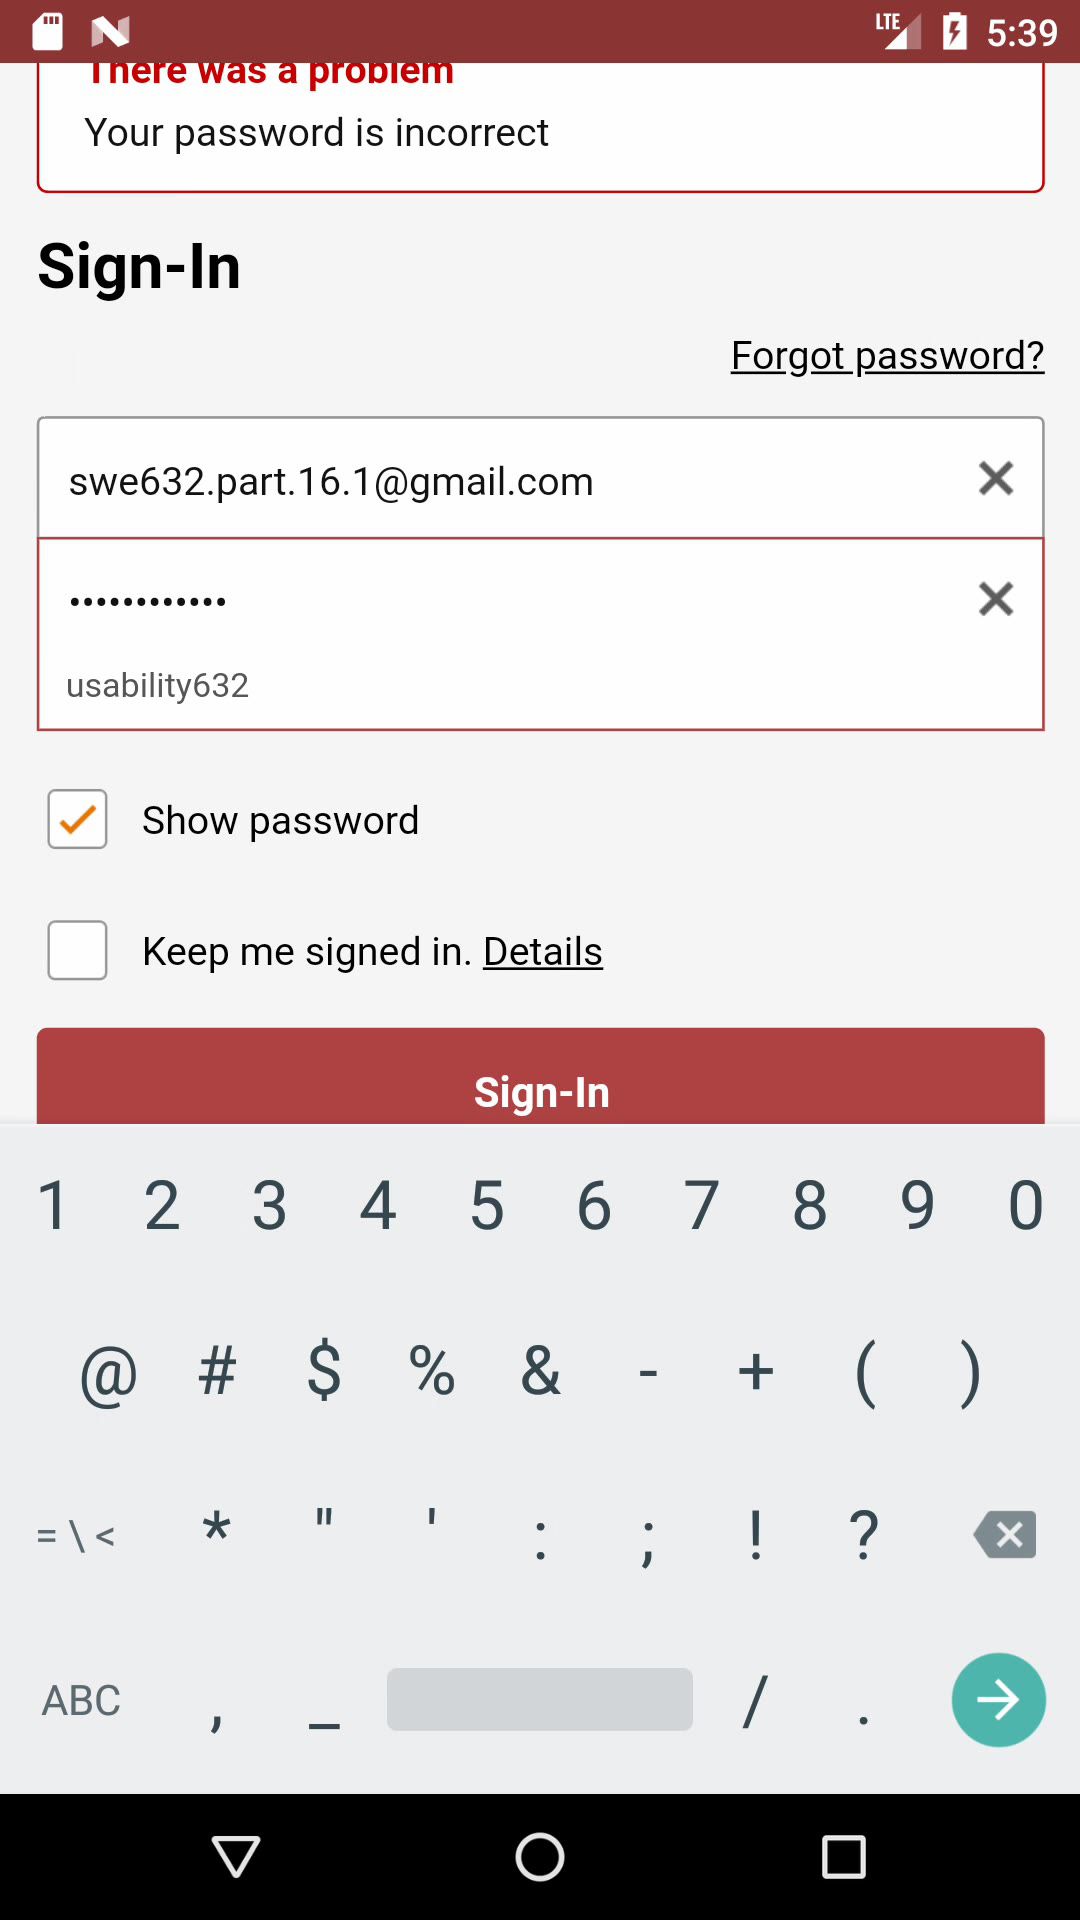 LTE 5:39
There was a problem
Your password is incorrect
Sign-In
Forgot password?
swe632.part.16.1@gmail.com
••••••••••••
usability632
Show password
Keep me signed in. Details
Sign-In
1 2 3 4 5 6 7 8 9 0
@ # $ % & - + ( )
= \ < * " ' : ; ! ?
ABC , _ / .